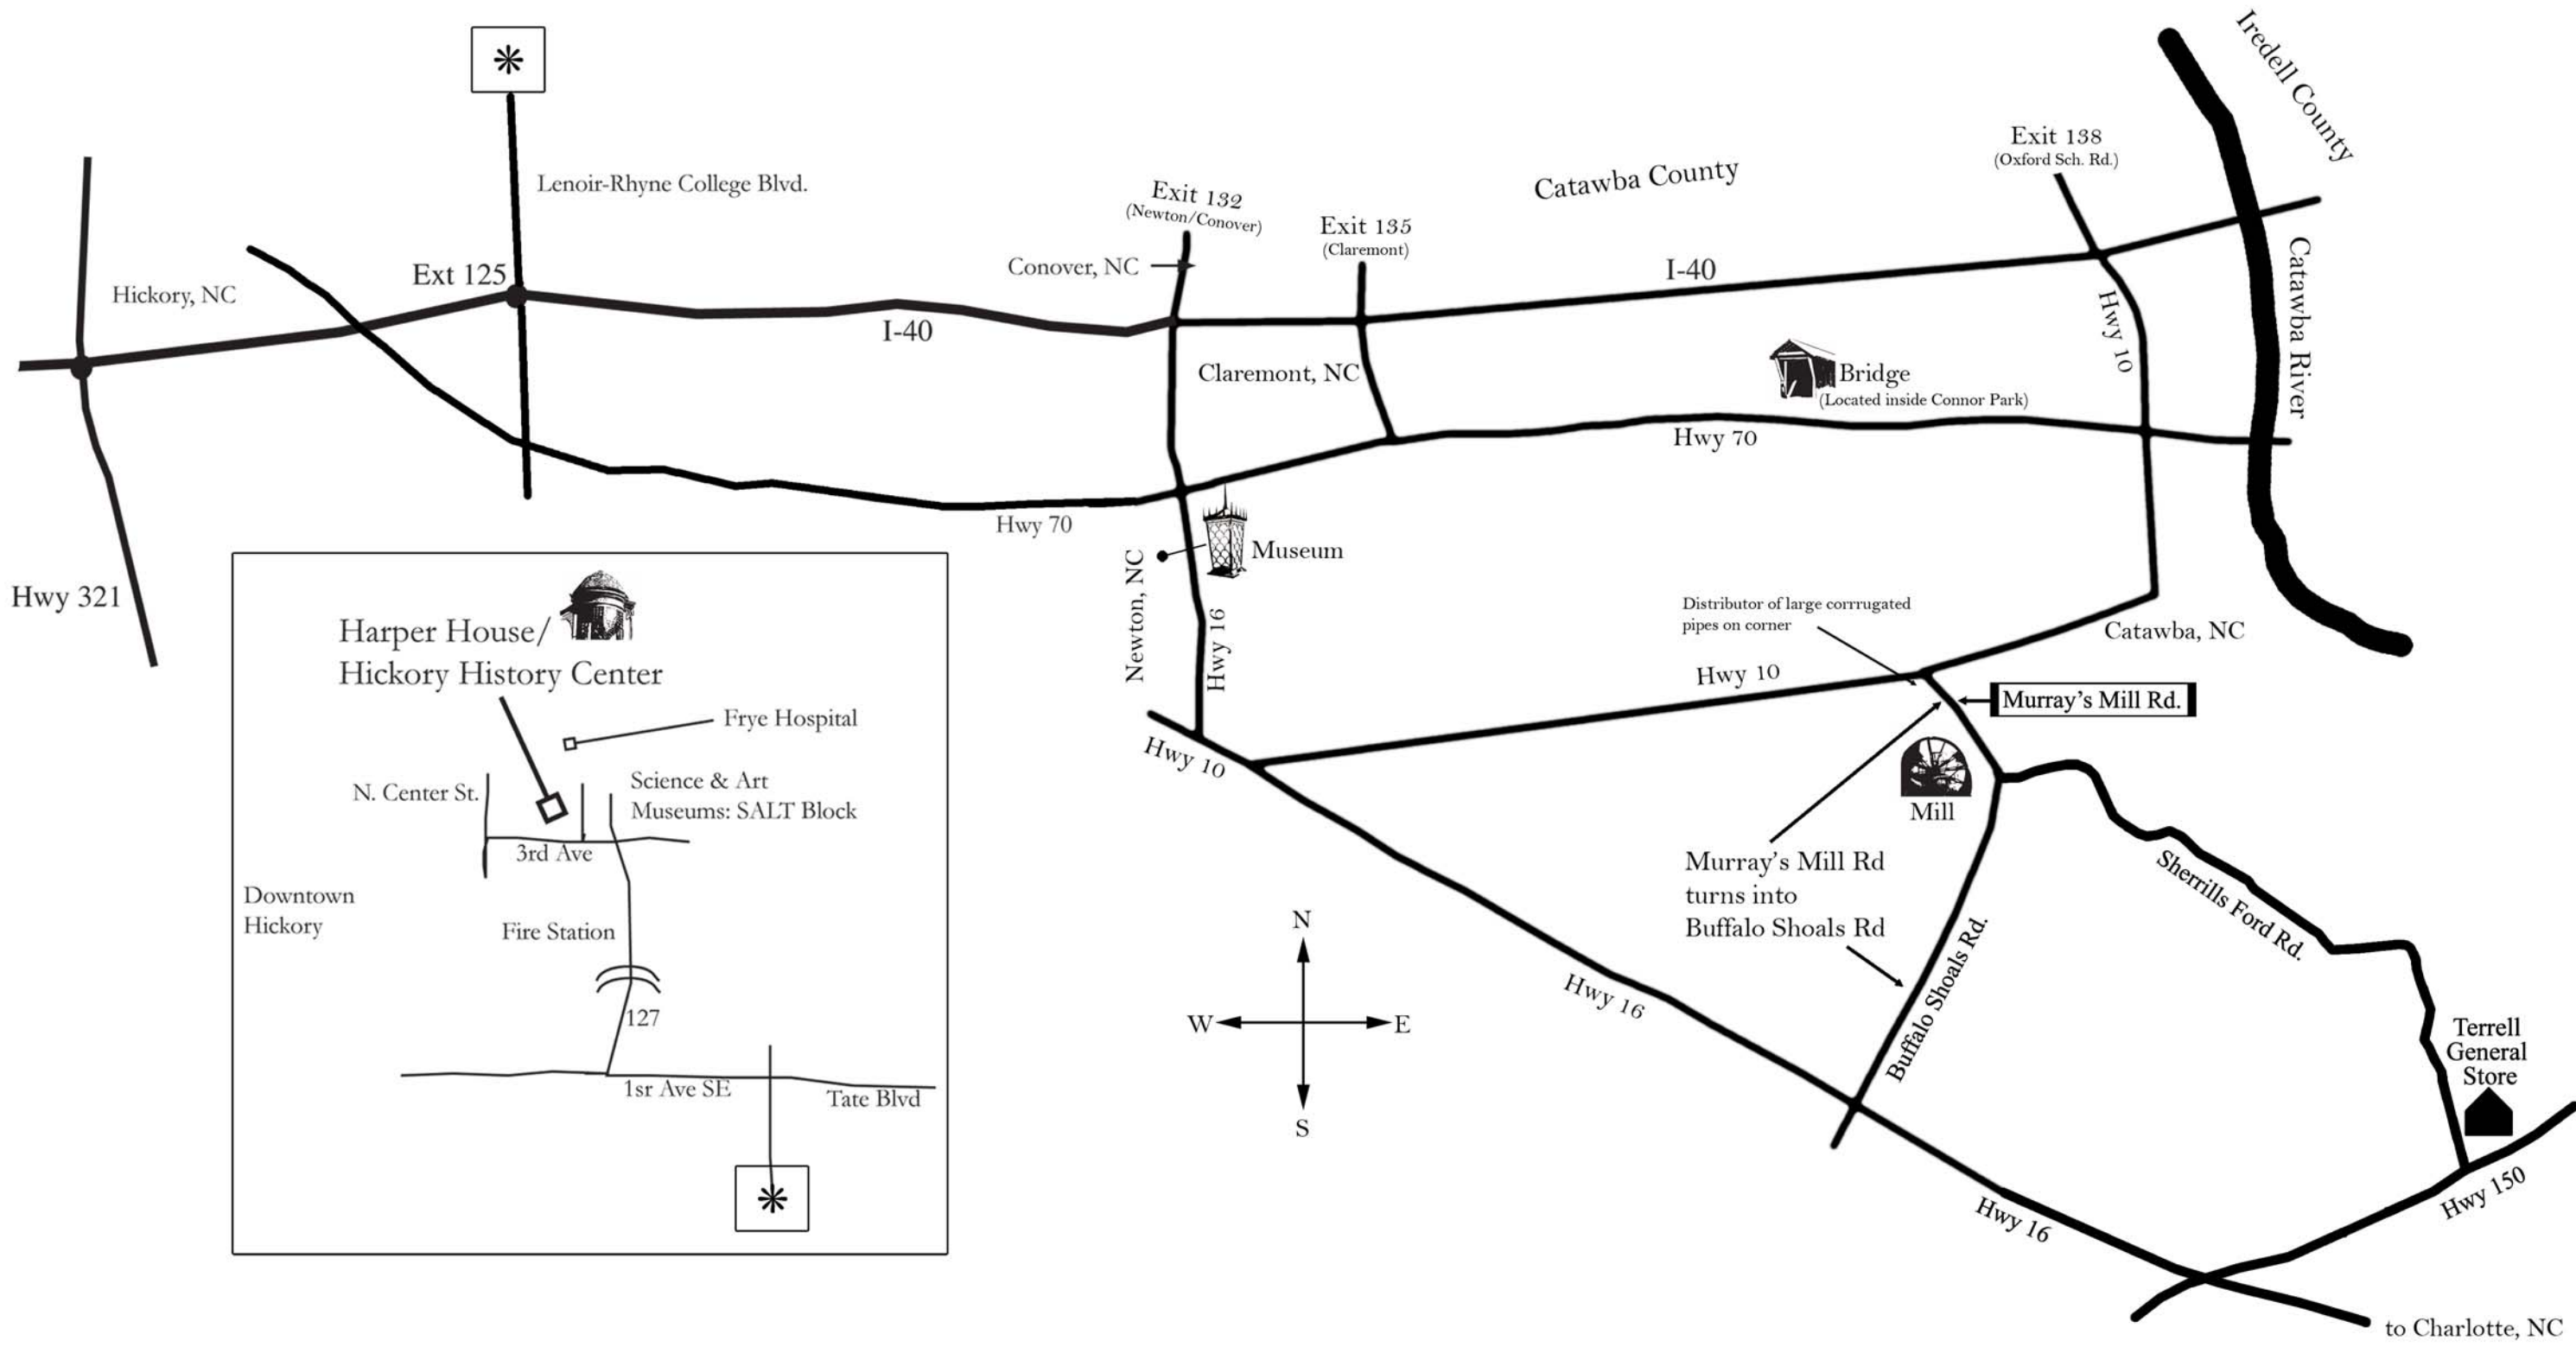 Iredell County
*
Exit 138
(Oxford Sch. Rd.)
Catawba County
Lenoir-Rhyne College Blvd.
Exit 132
(Newton/Conover)
Exit 135
(Claremont)
Conover, NC
I-40
Ext 125
Hickory, NC
I-40
Hwy 10
Catawba River
Claremont, NC
Bridge
(Located inside Connor Park)
Hwy 70
Hwy 70
Museum
Newton, NC
Hwy 16
Hwy 321
Distributor of large corrrugated
pipes on corner
Catawba, NC
Hwy 10
Murray's Mill Rd.
Hwy 10
Mill
Murray's Mill Rd
turns into
Buffalo Shoals Rd
Sherrills Ford Rd.
Buffalo Shoals Rd.
Hwy 16
N
W
E
S
Terrell
General
Store
Hwy 150
Hwy 16
to Charlotte, NC
Harper House/
Hickory History Center
Frye Hospital
N. Center St.
Science & Art
Museums: SALT Block
3rd Ave
Downtown
Hickory
Fire Station
127
1sr Ave SE
Tate Blvd
*